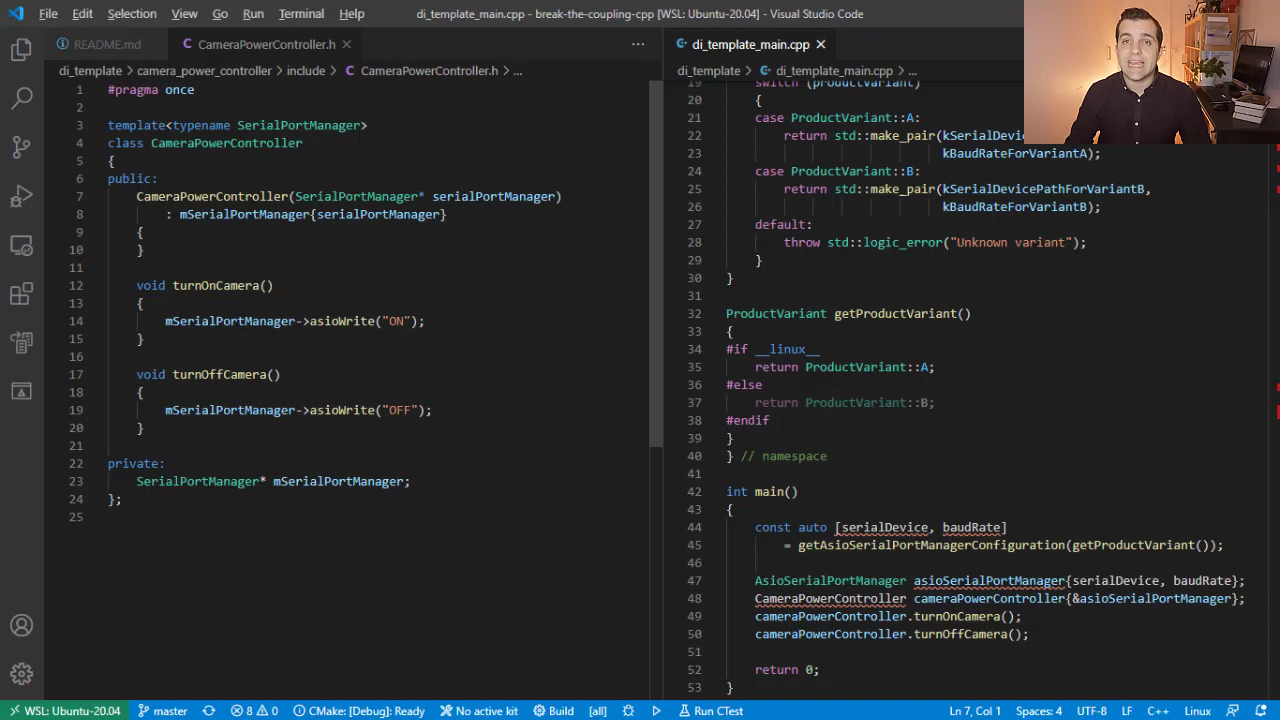 File Edit Selection View Go Run Terminal Help di_template_main.cpp - break-the-coupling-cpp [WSL: Ubuntu-20.04] - Visual Studio Code
README.md CameraPowerController.h × ···
di_template > camera_power_controller > include > CameraPowerController.h > ...
1 #pragma once
2
3 template<typename SerialPortManager>
4 class CameraPowerController
5 {
6 public:
7 CameraPowerController(SerialPortManager* serialPortManager)
8 : mSerialPortManager{serialPortManager}
9 {
10 }
11
12 void turnOnCamera()
13 {
14 mSerialPortManager->asioWrite("ON");
15 }
16
17 void turnOffCamera()
18 {
19 mSerialPortManager->asioWrite("OFF");
20 }
21
22 private:
23 SerialPortManager* mSerialPortManager;
24 };
25
di_template_main.cpp ×
di_template > di_template_main.cpp > ...
19 switch (productVariant)
20 {
21 case ProductVariant::A:
22 return std::make_pair(kSerialDevic
23 kBaudRateForVariantA);
24 case ProductVariant::B:
25 return std::make_pair(kSerialDevicePathForVariantB,
26 kBaudRateForVariantB);
27 default:
28 throw std::logic_error("Unknown variant");
29 }
30 }
31
32 ProductVariant getProductVariant()
33 {
34 #if __linux__
35 return ProductVariant::A;
36 #else
37 return ProductVariant::B;
38 #endif
39 }
40 } // namespace
41
42 int main()
43 {
44 const auto [serialDevice, baudRate]
45 = getAsioSerialPortManagerConfiguration(getProductVariant());
46
47 AsioSerialPortManager asioSerialPortManager{serialDevice, baudRate};
48 CameraPowerController cameraPowerController{&asioSerialPortManager};
49 cameraPowerController.turnOnCamera();
50 cameraPowerController.turnOffCamera();
51
52 return 0;
53 }
WSL: Ubuntu-20.04 master 8 0 CMake: [Debug]: Ready No active kit Build [all] Run CTest Ln 7, Col 1 Spaces: 4 UTF-8 LF C++ Linux